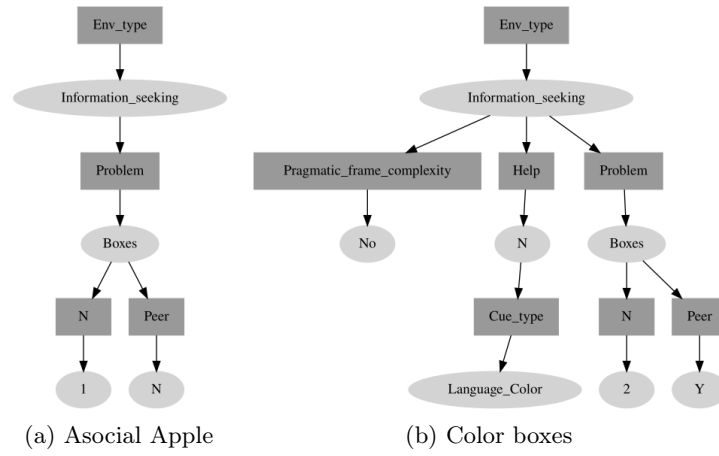 Env_type
Information_seeking
Problem
Boxes
N Peer
1 N
(a) Asocial Apple
Env_type
Information_seeking
Pragmatic_frame_complexity Help Problem
No N Boxes
Cue_type N Peer
Language_Color 2 Y
(b) Color boxes